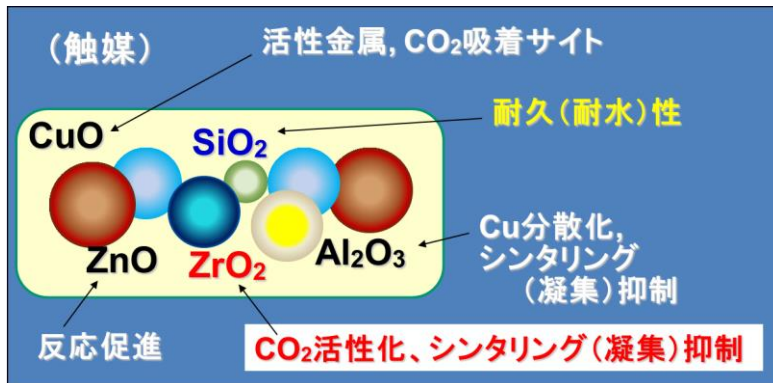 （触媒）
活性金属, CO₂吸着サイト
耐久（耐水）性
CuO
SiO₂
ZnO
ZrO₂
Al₂O₃
Cu分散化,
シンタリング
（凝集）抑制
反応促進
CO₂活性化、シンタリング（凝集）抑制